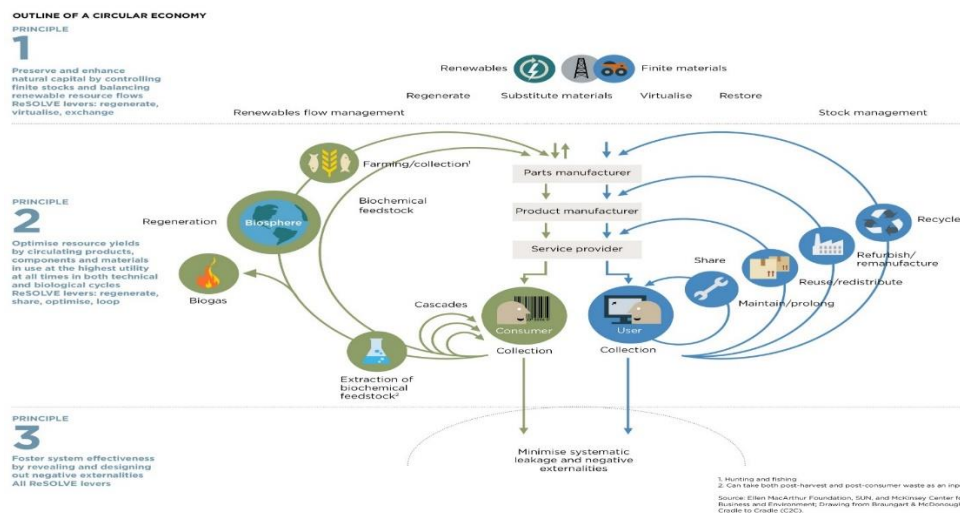 OUTLINE OF A CIRCULAR ECONOMY
PRINCIPLE
1
Preserve and enhance
natural capital by controlling
finite stocks and balancing
renewable resource flows
ReSOLVE levers: regenerate,
virtualise, exchange
Renewables
Finite materials
Regenerate
Substitute materials
Virtualise
Restore
Renewables flow management
Stock management
PRINCIPLE
2
Optimise resource yields
by circulating products,
components and materials
in use at the highest utility
at all times in both technical
and biological cycles
ReSOLVE levers: regenerate,
share, optimise, loop
Farming/collection¹
Biochemical
feedstock
Regeneration
Biosphere
Biogas
Cascades
Extraction of
biochemical
feedstock²
Parts manufacturer
Product manufacturer
Service provider
Consumer
Collection
User
Collection
Share
Maintain/prolong
Reuse/redistribute
Refurbish/
remanufacture
Recycle
PRINCIPLE
3
Foster system effectiveness
by revealing and designing
out negative externalities
All ReSOLVE levers
Minimise systematic
leakage and negative
externalities
1. Hunting and fishing
2. Can take both post-harvest and post-consumer waste as an inp
Source: Ellen MacArthur Foundation, SUN, and McKinsey Center fo
Business and Environment; Drawing from Braungart & McDonough
Cradle to Cradle (C2C).